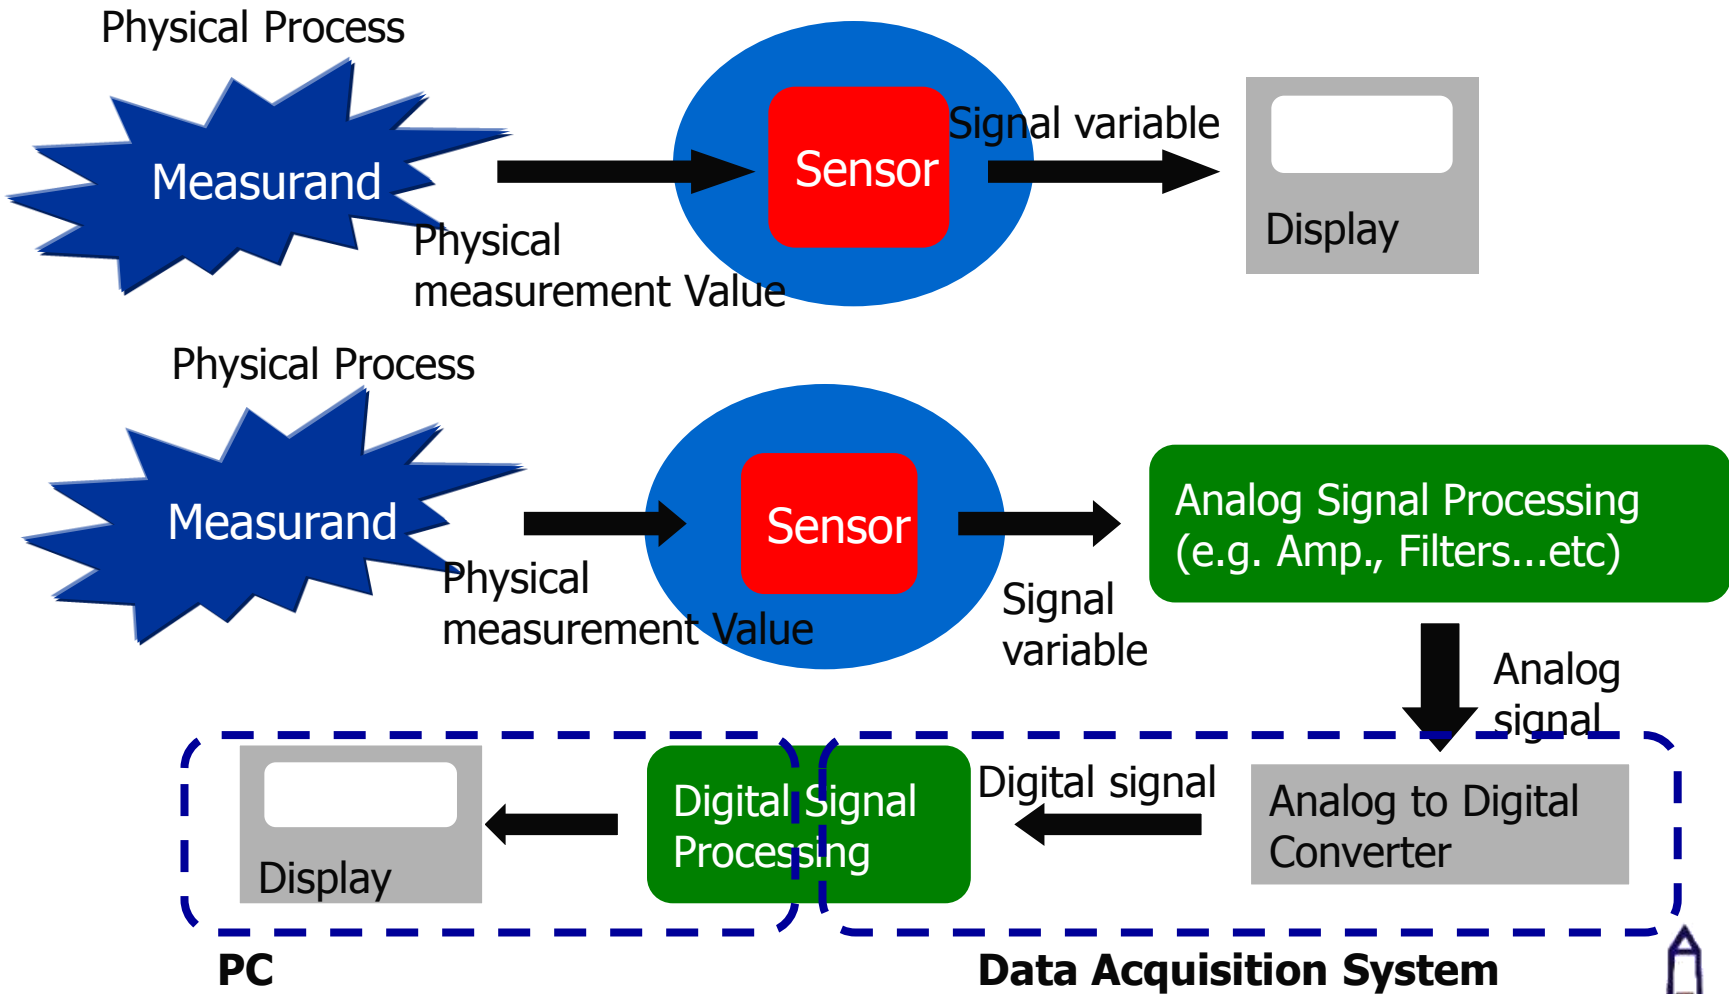 Physical Process
Measurand
Physical
measurement Value
Sensor
Signal variable
Display
Physical Process
Measurand
Physical
measurement Value
Sensor
Signal
variable
Analog Signal Processing
(e.g. Amp., Filters...etc)
Analog
signal
Analog to Digital
Converter
Digital signal
Digital Signal
Processing
Display
PC
Data Acquisition System